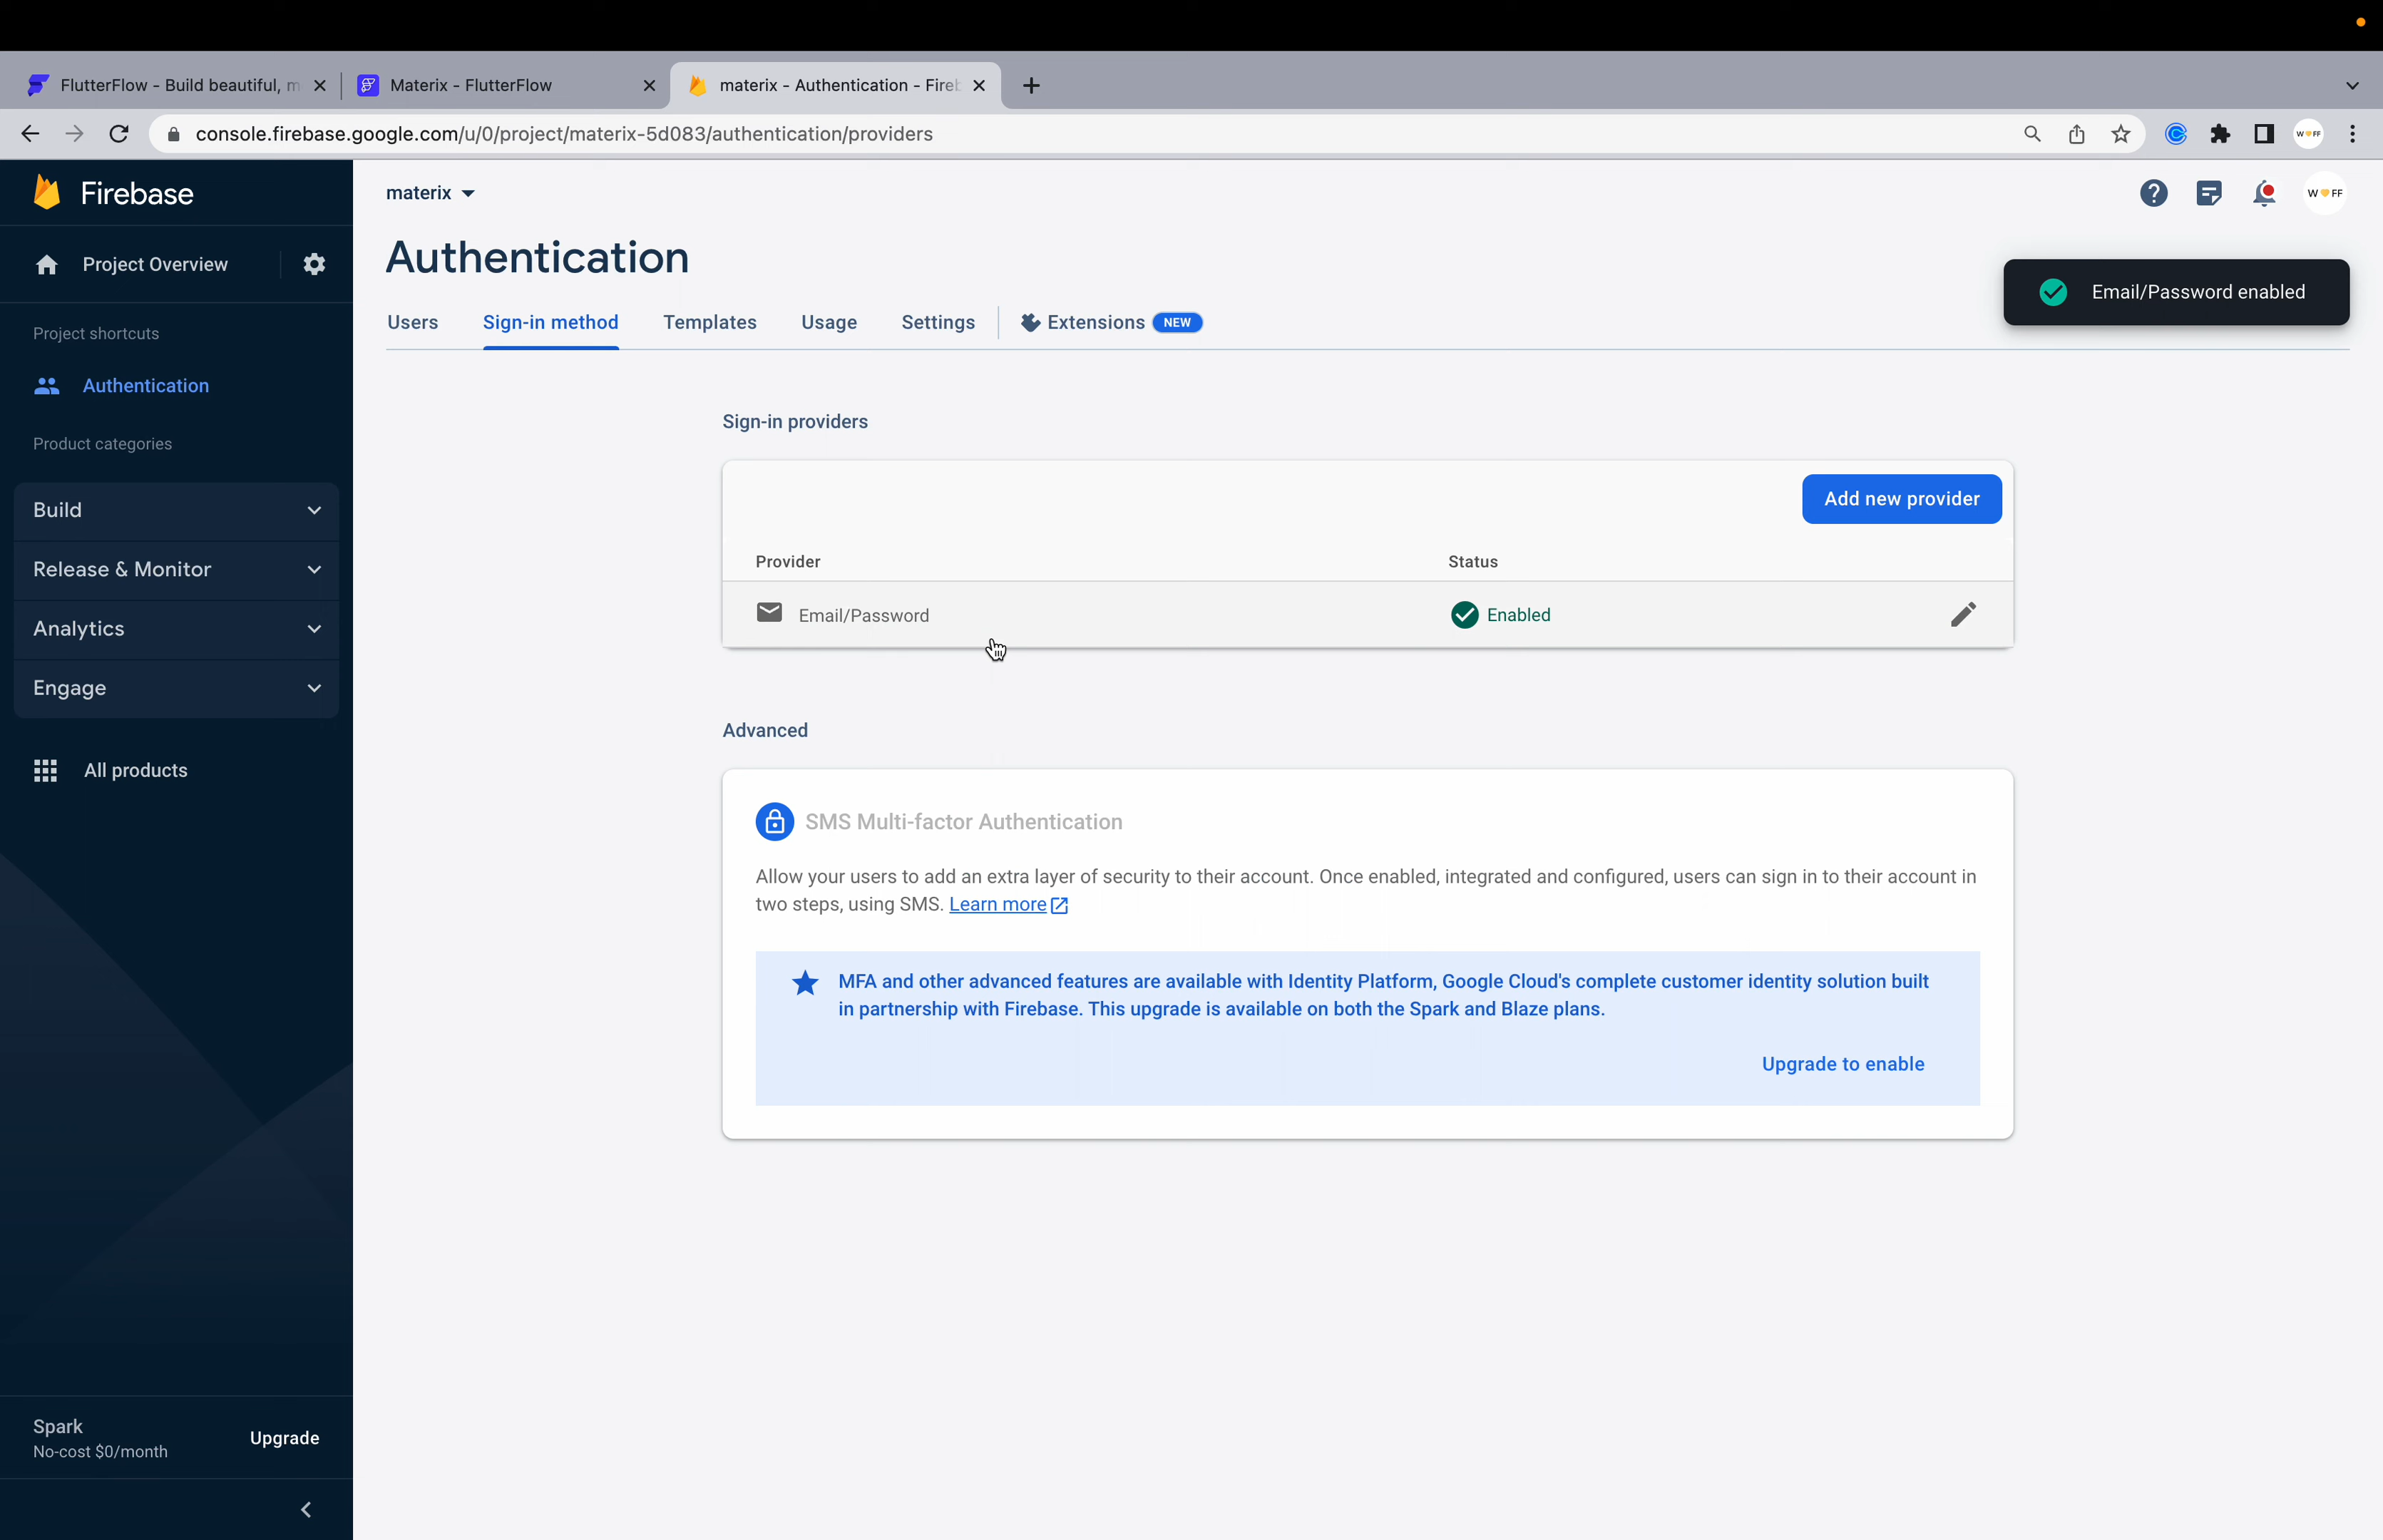 FlutterFlow - Build beautiful, m
Materix - FlutterFlow
materix - Authentication - Fireb
console.firebase.google.com/u/0/project/materix-5d083/authentication/providers
W FF
Firebase
materix
W FF
Project Overview
Authentication
Email/Password enabled
Users
Sign-in method
Templates
Usage
Settings
Extensions
NEW
Project shortcuts
Authentication
Product categories
Build
Release & Monitor
Analytics
Engage
All products
Sign-in providers
Add new provider
Provider
Status
Email/Password
Enabled
Advanced
SMS Multi-factor Authentication
Allow your users to add an extra layer of security to their account. Once enabled, integrated and configured, users can sign in to their account in
two steps, using SMS. Learn more
MFA and other advanced features are available with Identity Platform, Google Cloud's complete customer identity solution built
in partnership with Firebase. This upgrade is available on both the Spark and Blaze plans.
Upgrade to enable
Spark
No-cost $0/month
Upgrade